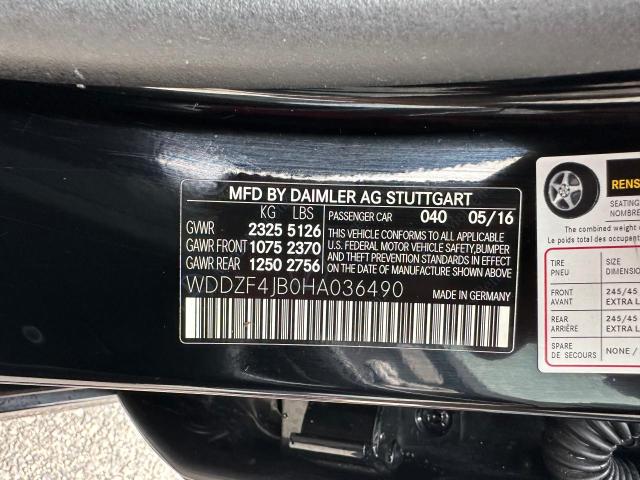 MFD BY DAIMLER AG STUTTGART
KG LBS
GVWR 2325 5126
GAWR FRONT 1075 2370
GAWR REAR 1250 2756
PASSENGER CAR 040 05/16
THIS VEHICLE CONFORMS TO ALL APPLICABLE
U.S. FEDERAL MOTOR VEHICLE SAFETY,BUMPER
AND THEFT PREVENTION STANDARDS IN EFFECT
ON THE DATE OF MANUFACTURE SHOWN ABOVE
WDDZF4JB0HA036490
MADE IN GERMANY
RENS
SEATING
NOMBRE
The combined weight
Le poids total des occupant
TIRE SIZE
PNEU DIMENSION
FRONT 245/45
AVANT EXTRA L
REAR 245/45
ARRIÈRE EXTRA L
SPARE NONE /
DE SECOURS